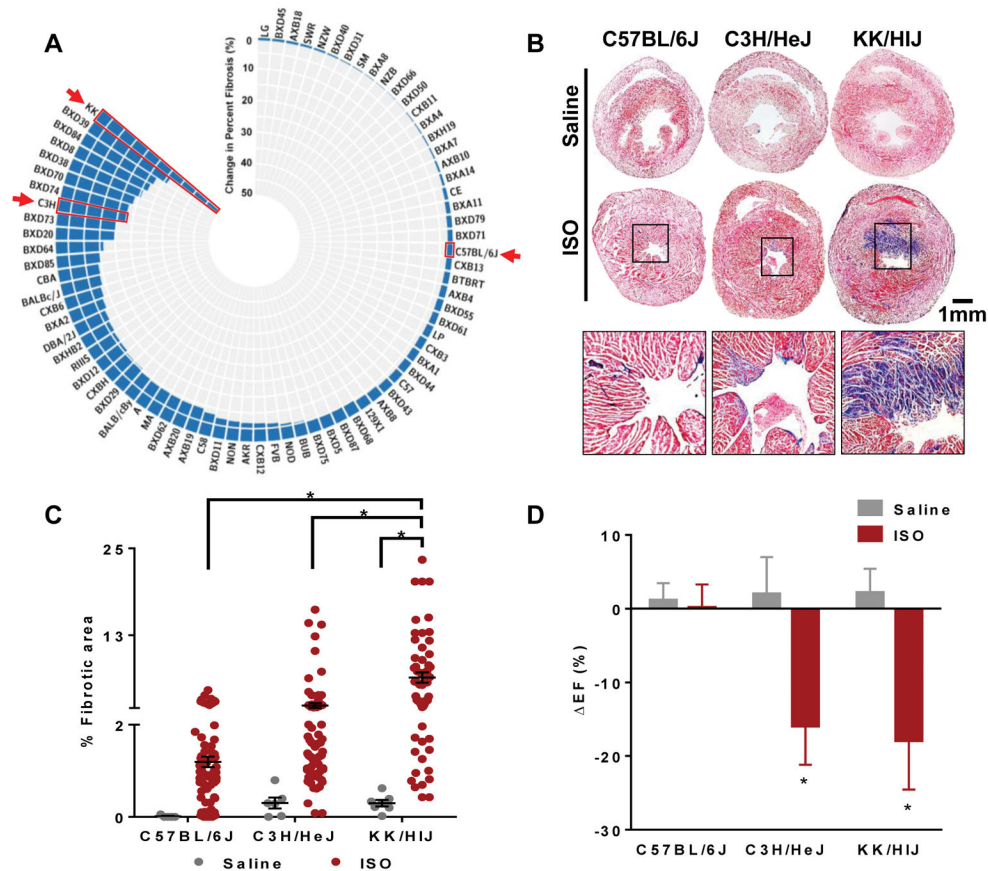 A
Change in Percent Fibrosis (%)
0
10
20
30
40
50
LG
BXD45
AXB18
SWR
NZW
BXD40
BXD31
SM
BXA8
NZB
BXD66
BXD50
CXB11
BXA4
BXH19
BXA7
AXB10
BXA14
CE
BXA11
BXD79
BXD71
C57BL/6J
CXB13
BTBRT
AXB4
BXD55
BXD61
LP
CXB3
BXA1
BXD44
C57
BXD43
AXB8
129X1
BXD68
BXD87
BXD5
BXD75
BUB
NOD
FVB
CXB12
AKR
NON
BXD11
C58
AXB19
AXB20
BXD62
MA
A
BALB/cBy
BXD29
CXBH
BXD12
RIIIS
BXHB2
DBA/2J
BXA2
CXB6
BALBc/J
CBA
BXD85
BXD64
BXD20
BXD73
C3H
BXD74
BXD70
BXD38
BXD8
BXD84
BXD39
KK
B
C57BL/6J C3H/HeJ KK/HIJ
Saline
ISO
1mm
C
% Fibrotic area
25
13
2
0
* 
*
*
C57BL/6J C3H/HeJ KK/HIJ
Saline ISO
D
Saline
ISO
ΔEF (%)
10
0
-10
-20
-30
*
*
C57BL/6J C3H/HeJ KK/HIJ